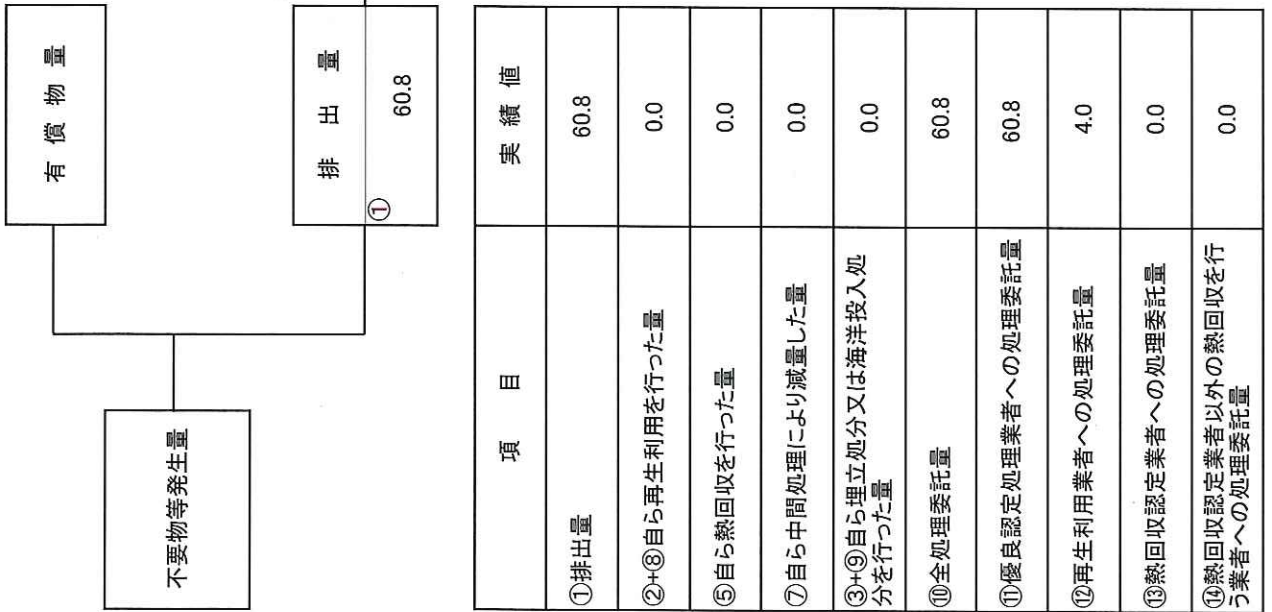 不要物等発生量
有償物量
排出量
①
60.8
項目 実績値
①排出量 60.8
②+⑧自ら再生利用を行った量 0.0
⑤自ら熱回収を行った量 0.0
⑦自ら中間処理により減量した量 0.0
③+⑨自ら埋立処分又は海洋投入処
分を行った量 0.0
⑩全処理委託量 60.8
⑪優良認定処理業者への処理委託量 60.8
⑫再生利用業者への処理委託量 4.0
⑬熱回収認定業者への処理委託量 0.0
⑭熱回収認定業者以外の熱回収を行
う業者への処理委託量 0.0